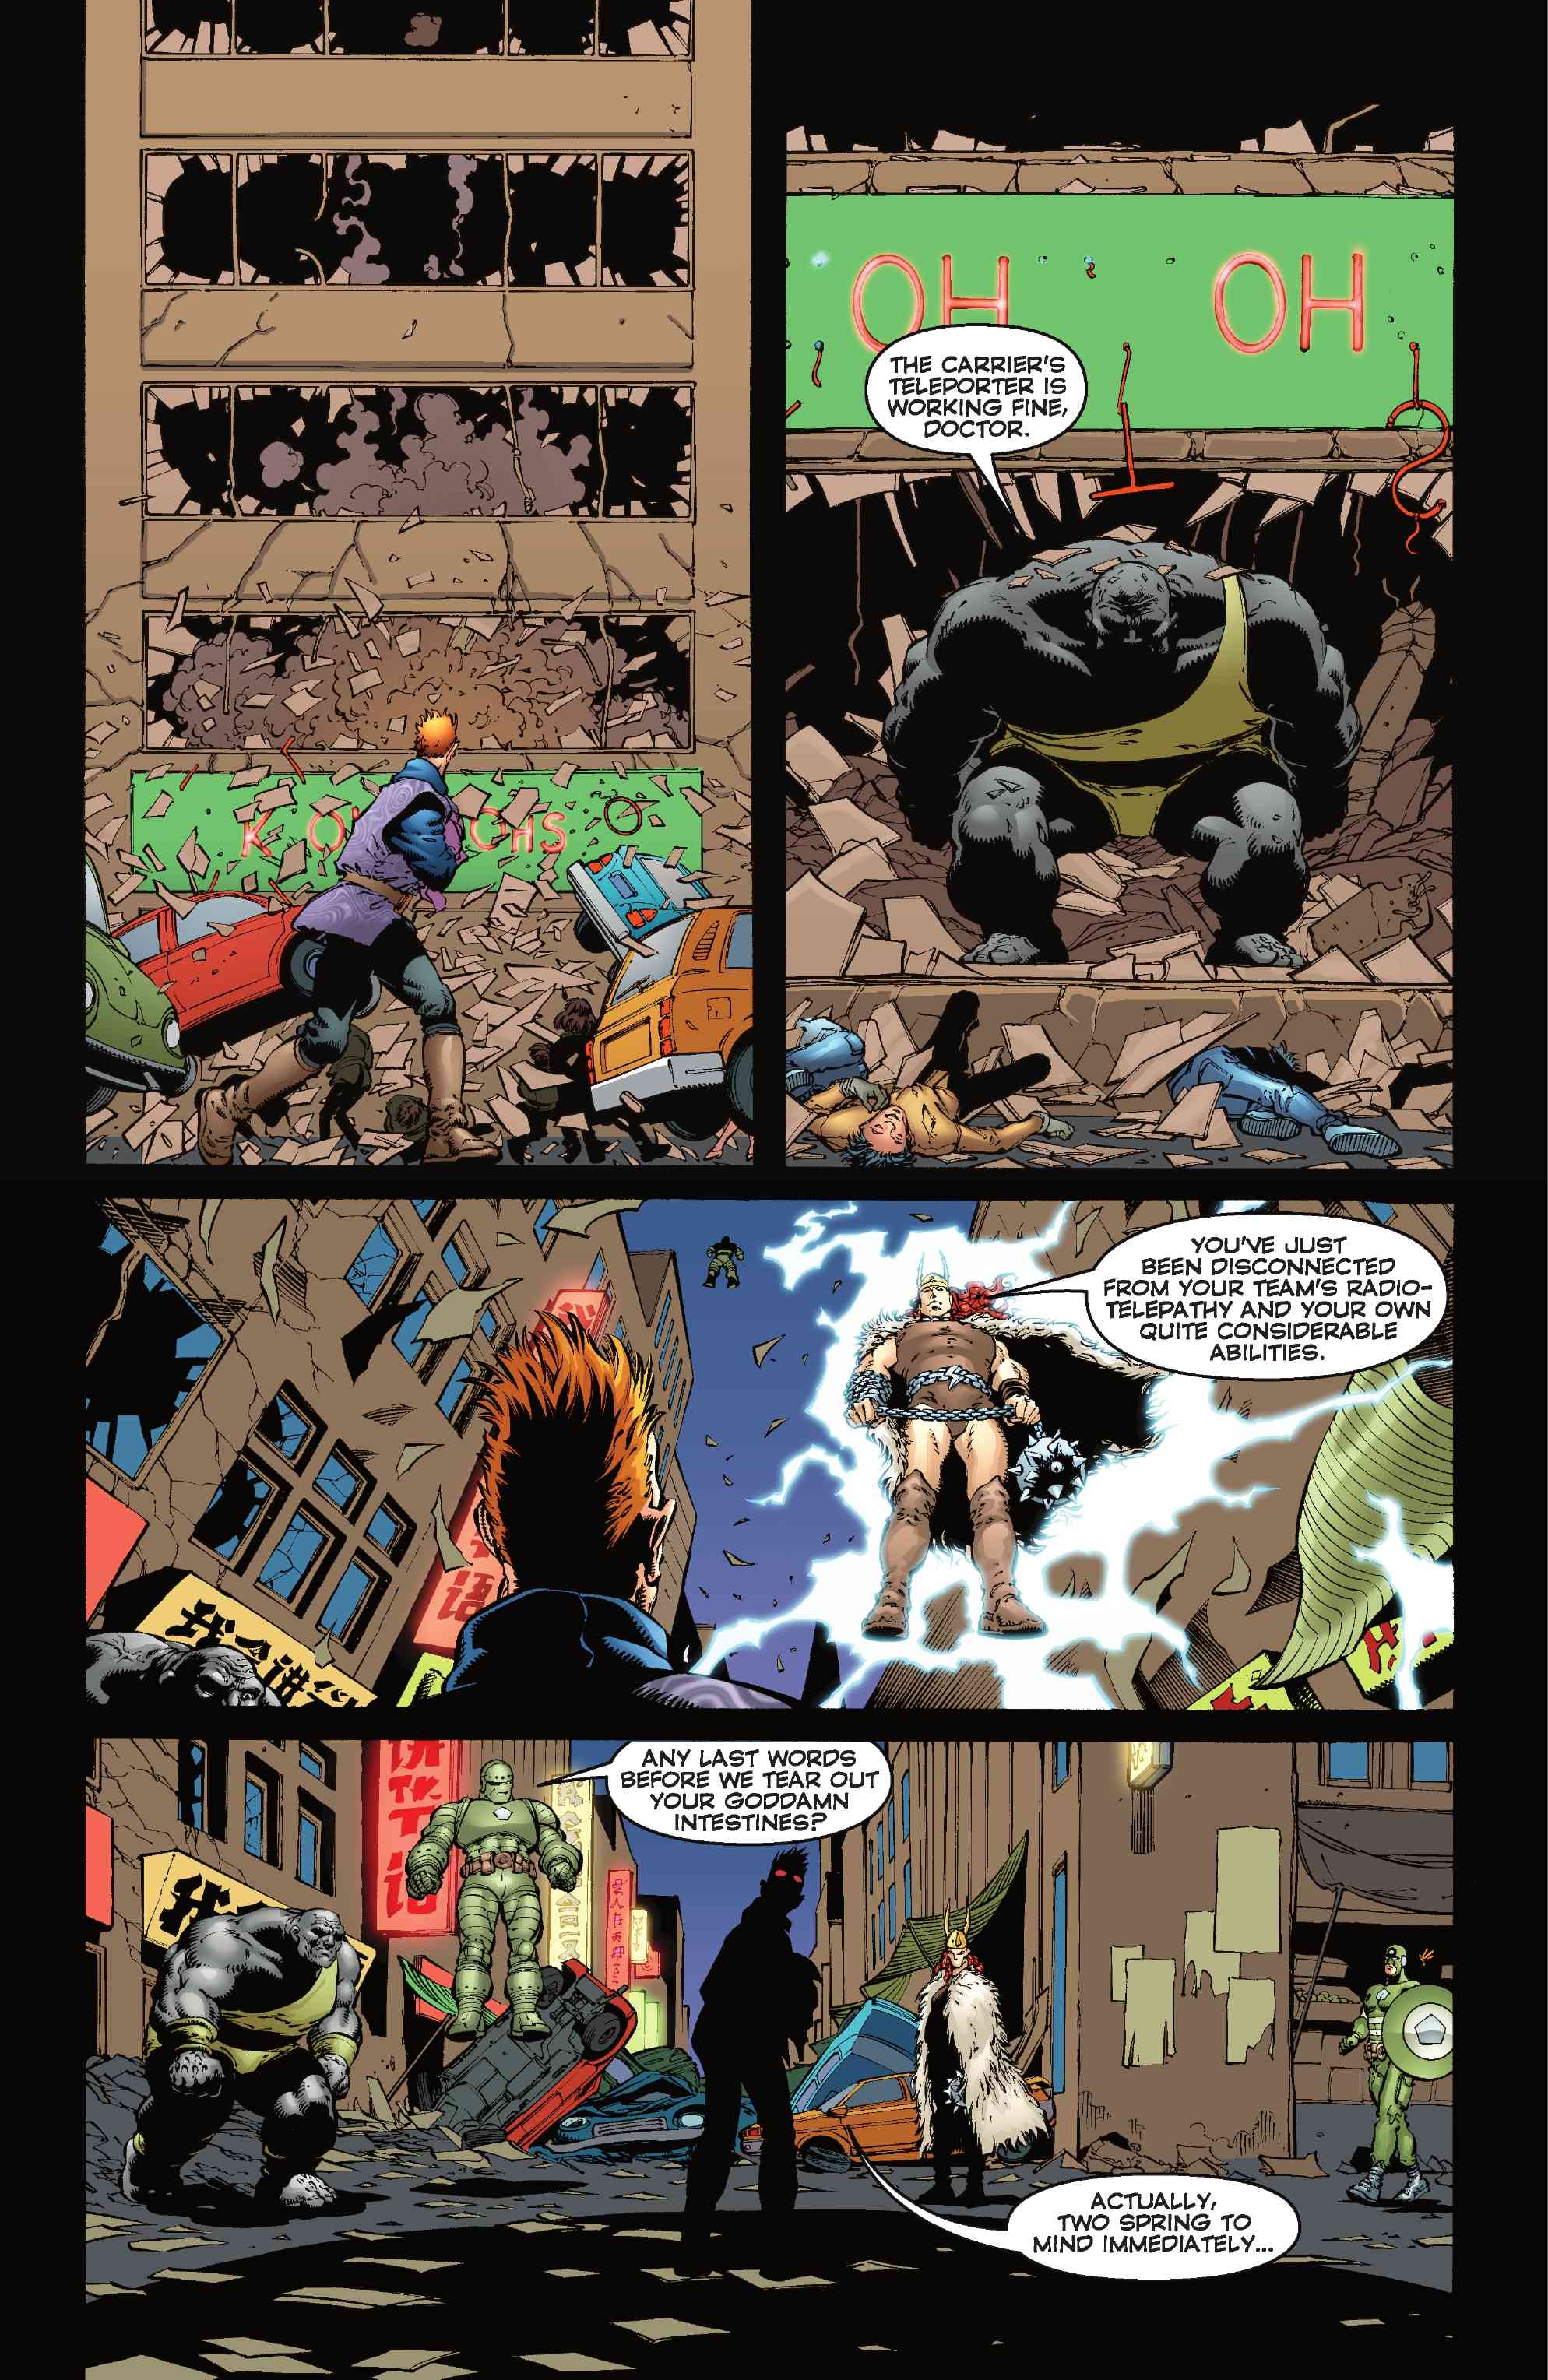 OH OH
THE CARRIER'S
TELEPORTER IS
WORKING FINE,
DOCTOR.
YOU'VE JUST
BEEN DISCONNECTED
FROM YOUR TEAM'S RADIO-
TELEPATHY AND YOUR OWN
QUITE CONSIDERABLE
ABILITIES.
语
ANY LAST WORDS
BEFORE WE TEAR OUT
YOUR GODDAMN
INTESTINES?
ACTUALLY,
TWO SPRING TO
MIND IMMEDIATELY...